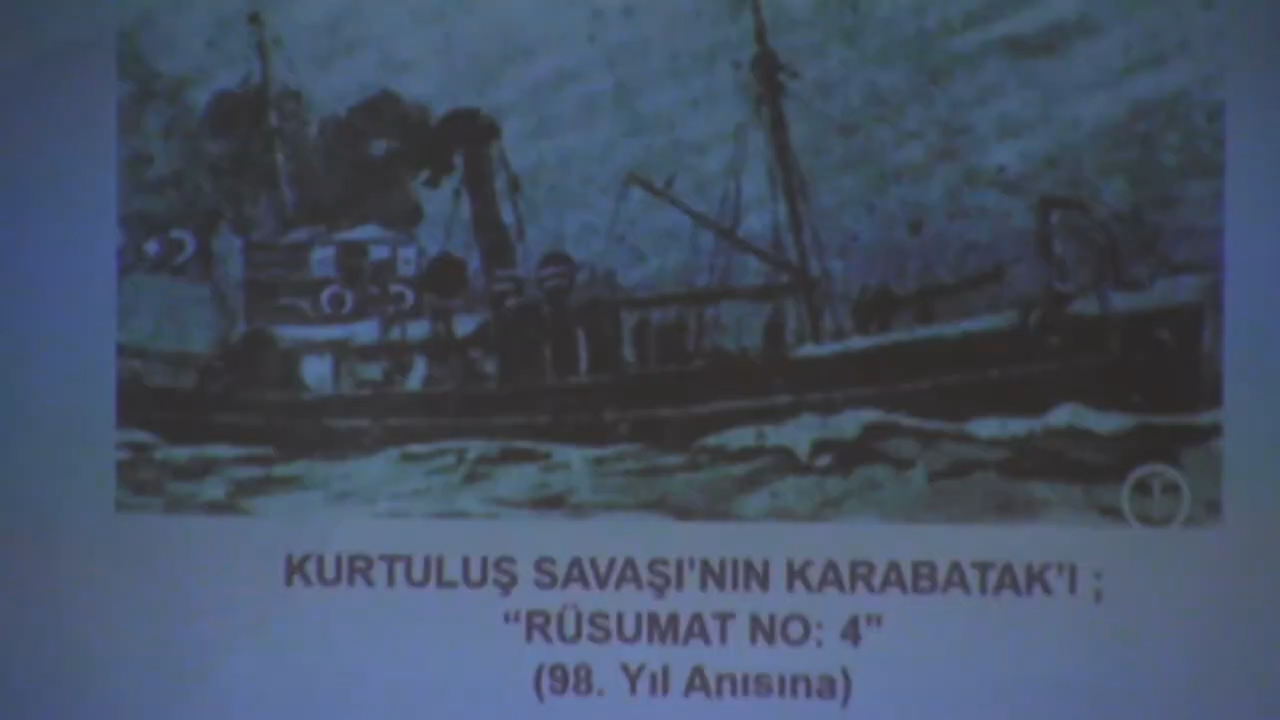 KURTULUŞ SAVAŞI'NIN KARABATAK'I ;
“RÜSUMAT NO: 4”
(98. Yıl Anısına)